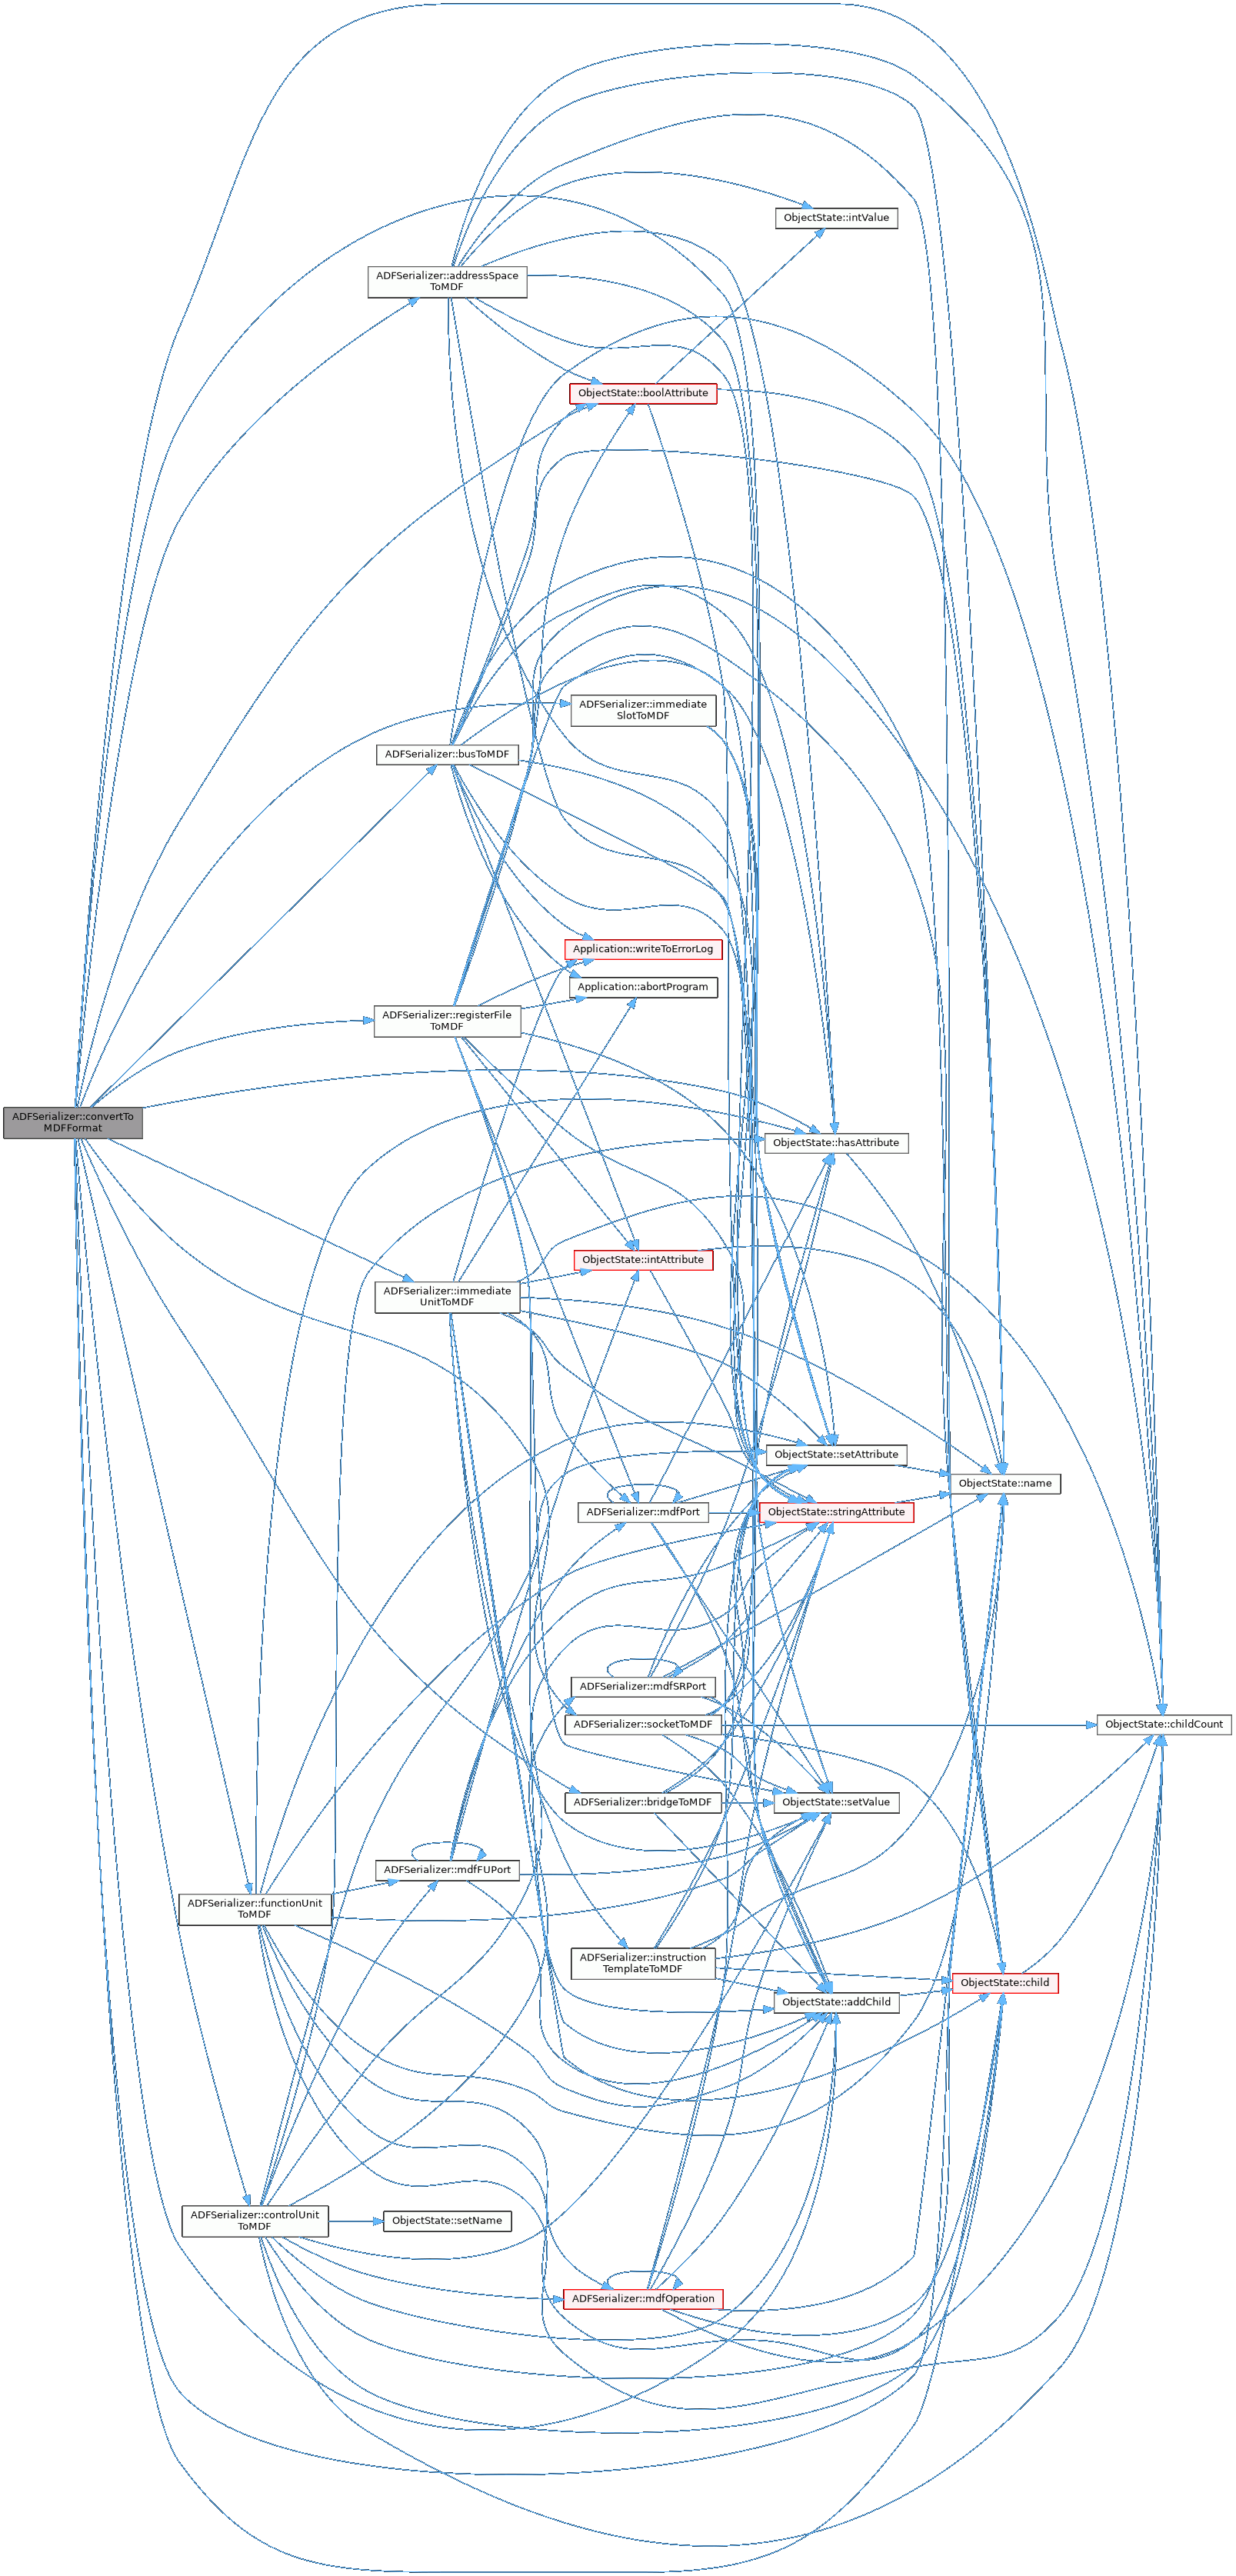 ObjectState::intValue
ADFSerializer::addressSpace
ToMDF
ObjectState::boolAttribute
ADFSerializer::immediate
SlotToMDF
ADFSerializer::busToMDF
Application::writeToErrorLog
Application::abortProgram
ADFSerializer::registerFile
ToMDF
ADFSerializer::convertTo
MDFFormat
ObjectState::hasAttribute
ObjectState::intAttribute
ADFSerializer::immediate
UnitToMDF
ObjectState::setAttribute
ObjectState::name
ADFSerializer::mdfPort
ObjectState::stringAttribute
ADFSerializer::mdfSRPort
ADFSerializer::socketToMDF
ObjectState::childCount
ADFSerializer::bridgeToMDF
ObjectState::setValue
ADFSerializer::mdfFUPort
ADFSerializer::functionUnit
ToMDF
ADFSerializer::instruction
TemplateToMDF
ObjectState::child
ObjectState::addChild
ADFSerializer::controlUnit
ToMDF
ObjectState::setName
ADFSerializer::mdfOperation